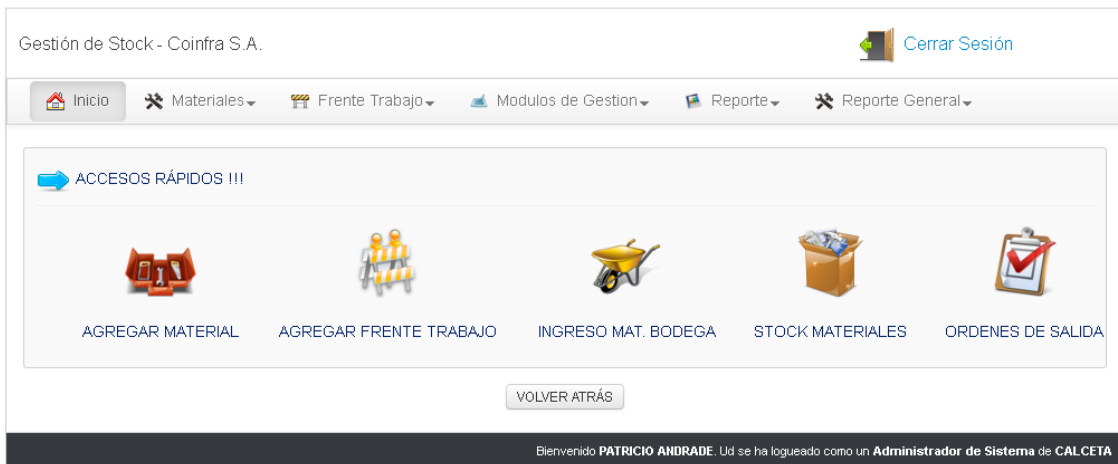 Gestión de Stock - Coinfra S.A.
Cerrar Sesión
Inicio Materiales Frente Trabajo Modulos de Gestion Reporte Reporte General
ACCESOS RÁPIDOS !!!
AGREGAR MATERIAL AGREGAR FRENTE TRABAJO INGRESO MAT. BODEGA STOCK MATERIALES ORDENES DE SALIDA
VOLVER ATRÁS
Bienvenido PATRICIO ANDRADE. Ud se ha logueado como un Administrador de Sistema de CALCETA